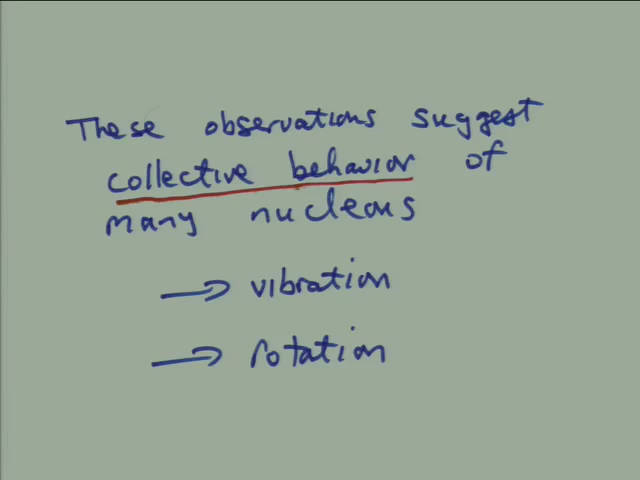 These observations suggest
collective behavior of
many nucleons
→ vibration
→ rotation